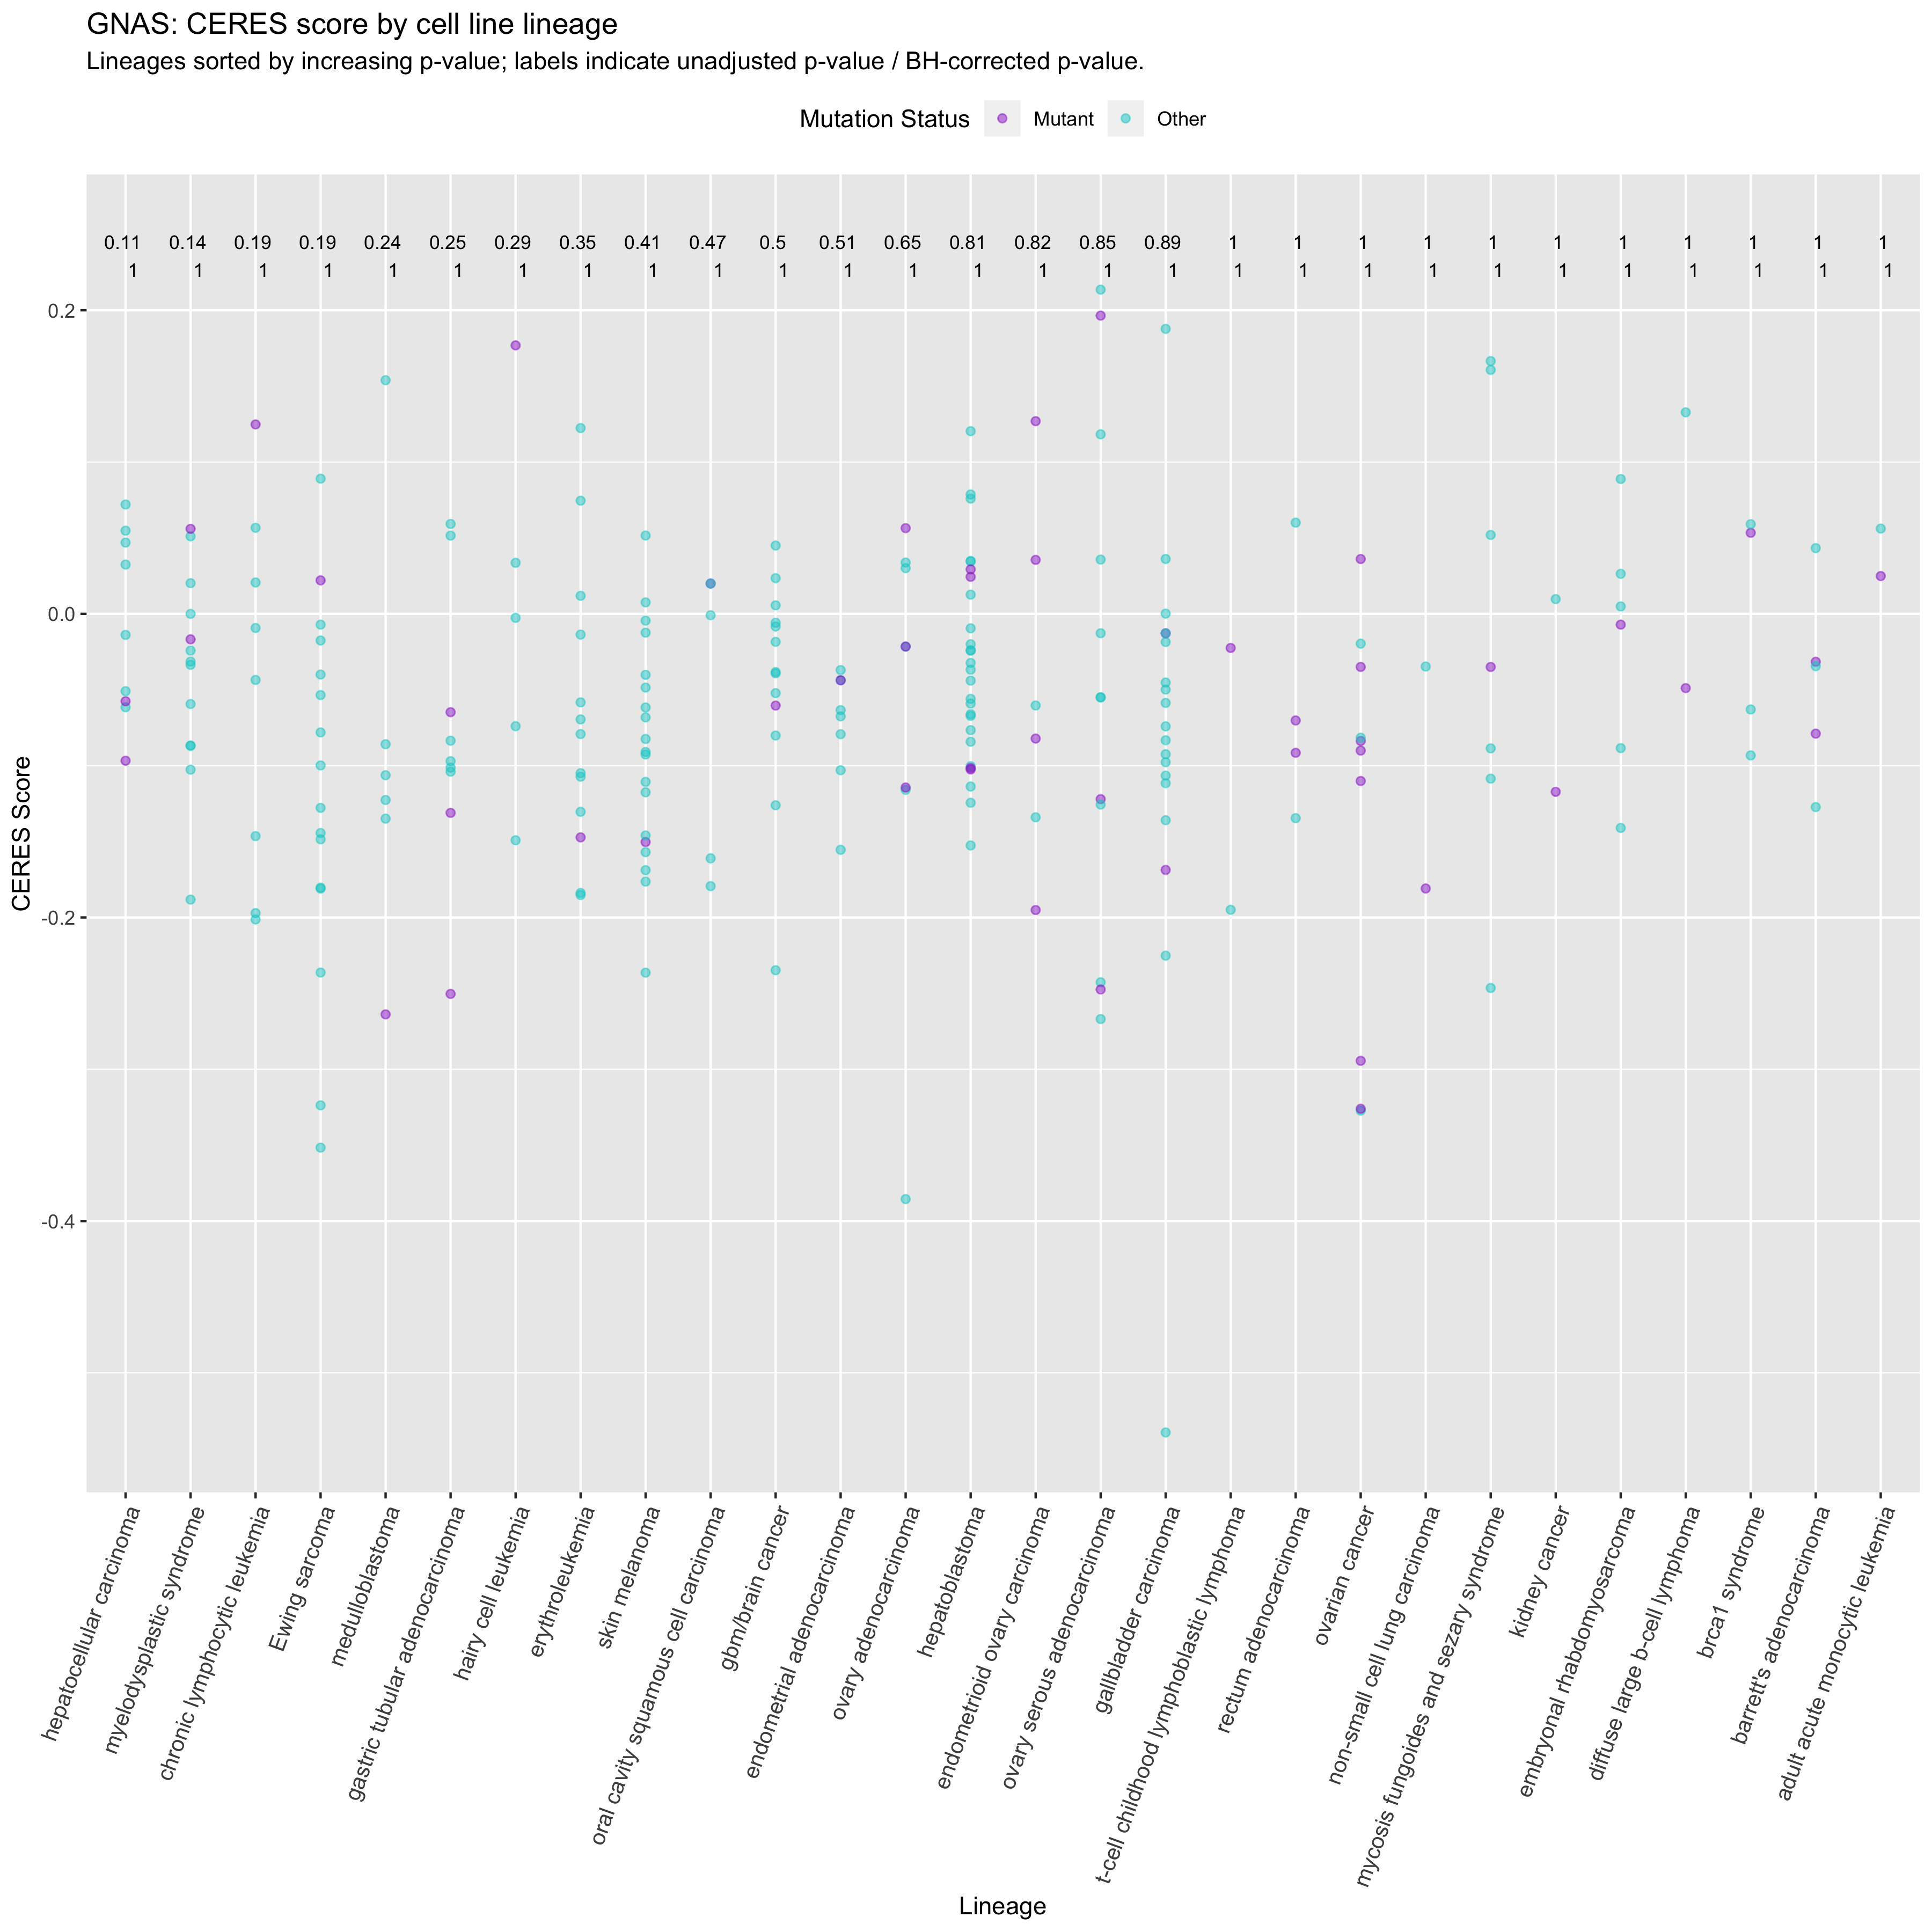 GNAS: CERES score by cell line lineage
Lineages sorted by increasing p-value; labels indicate unadjusted p-value / BH-corrected p-value.
Mutation Status Mutant Other
0.11 0.14 0.19 0.19 0.24 0.25 0.29 0.35 0.41 0.47 0.5 0.51 0.65 0.81 0.82 0.85 0.89 1 1 1 1 1 1 1 1 1 1 1
1 1 1 1 1 1 1 1 1 1 1 1 1 1 1 1 1 1 1 1 1 1 1 1 1 1 1 1
0.2
0.0
-0.2
-0.4
CERES Score
hepatocellular carcinoma
myelodysplastic syndrome
chronic lymphocytic leukemia
Ewing sarcoma
medulloblastoma
gastric tubular adenocarcinoma
hairy cell leukemia
erythroleukemia
skin melanoma
oral cavity squamous cell carcinoma
gbm/brain cancer
endometrial adenocarcinoma
ovary adenocarcinoma
hepatoblastoma
endometrioid ovary carcinoma
ovary serous adenocarcinoma
gallbladder carcinoma
t-cell childhood lymphoblastic lymphoma
rectum adenocarcinoma
ovarian cancer
non-small cell lung carcinoma
mycosis fungoides and sezary syndrome
kidney cancer
embryonal rhabdomyosarcoma
diffuse large b-cell lymphoma
brca1 syndrome
barrett's adenocarcinoma
adult acute monocytic leukemia
Lineage